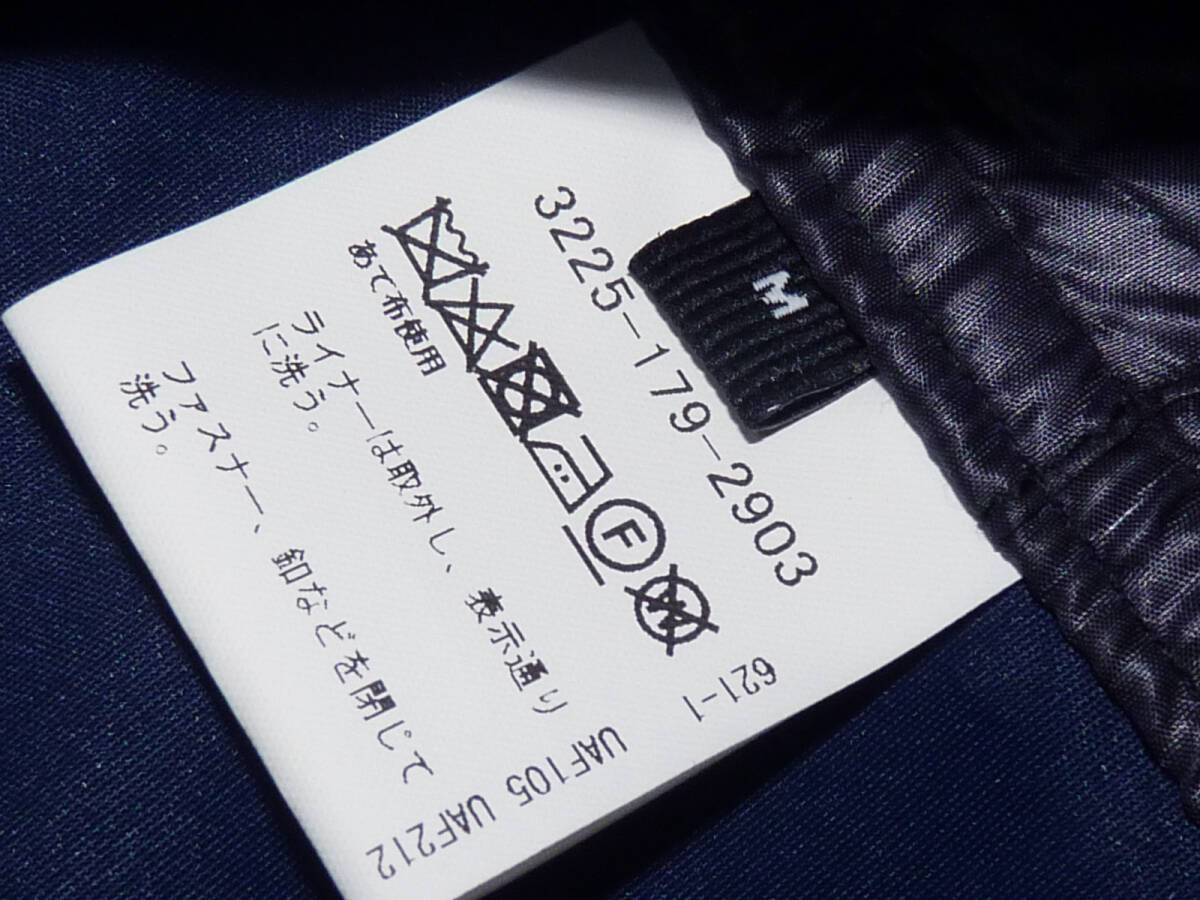 M
3225-179-2903
F
W
あて布使用
ライナーは取外し、表示通り
に洗う。
ファスナー、釦などを閉じて
洗う。
621-1
UAF105 UAF212